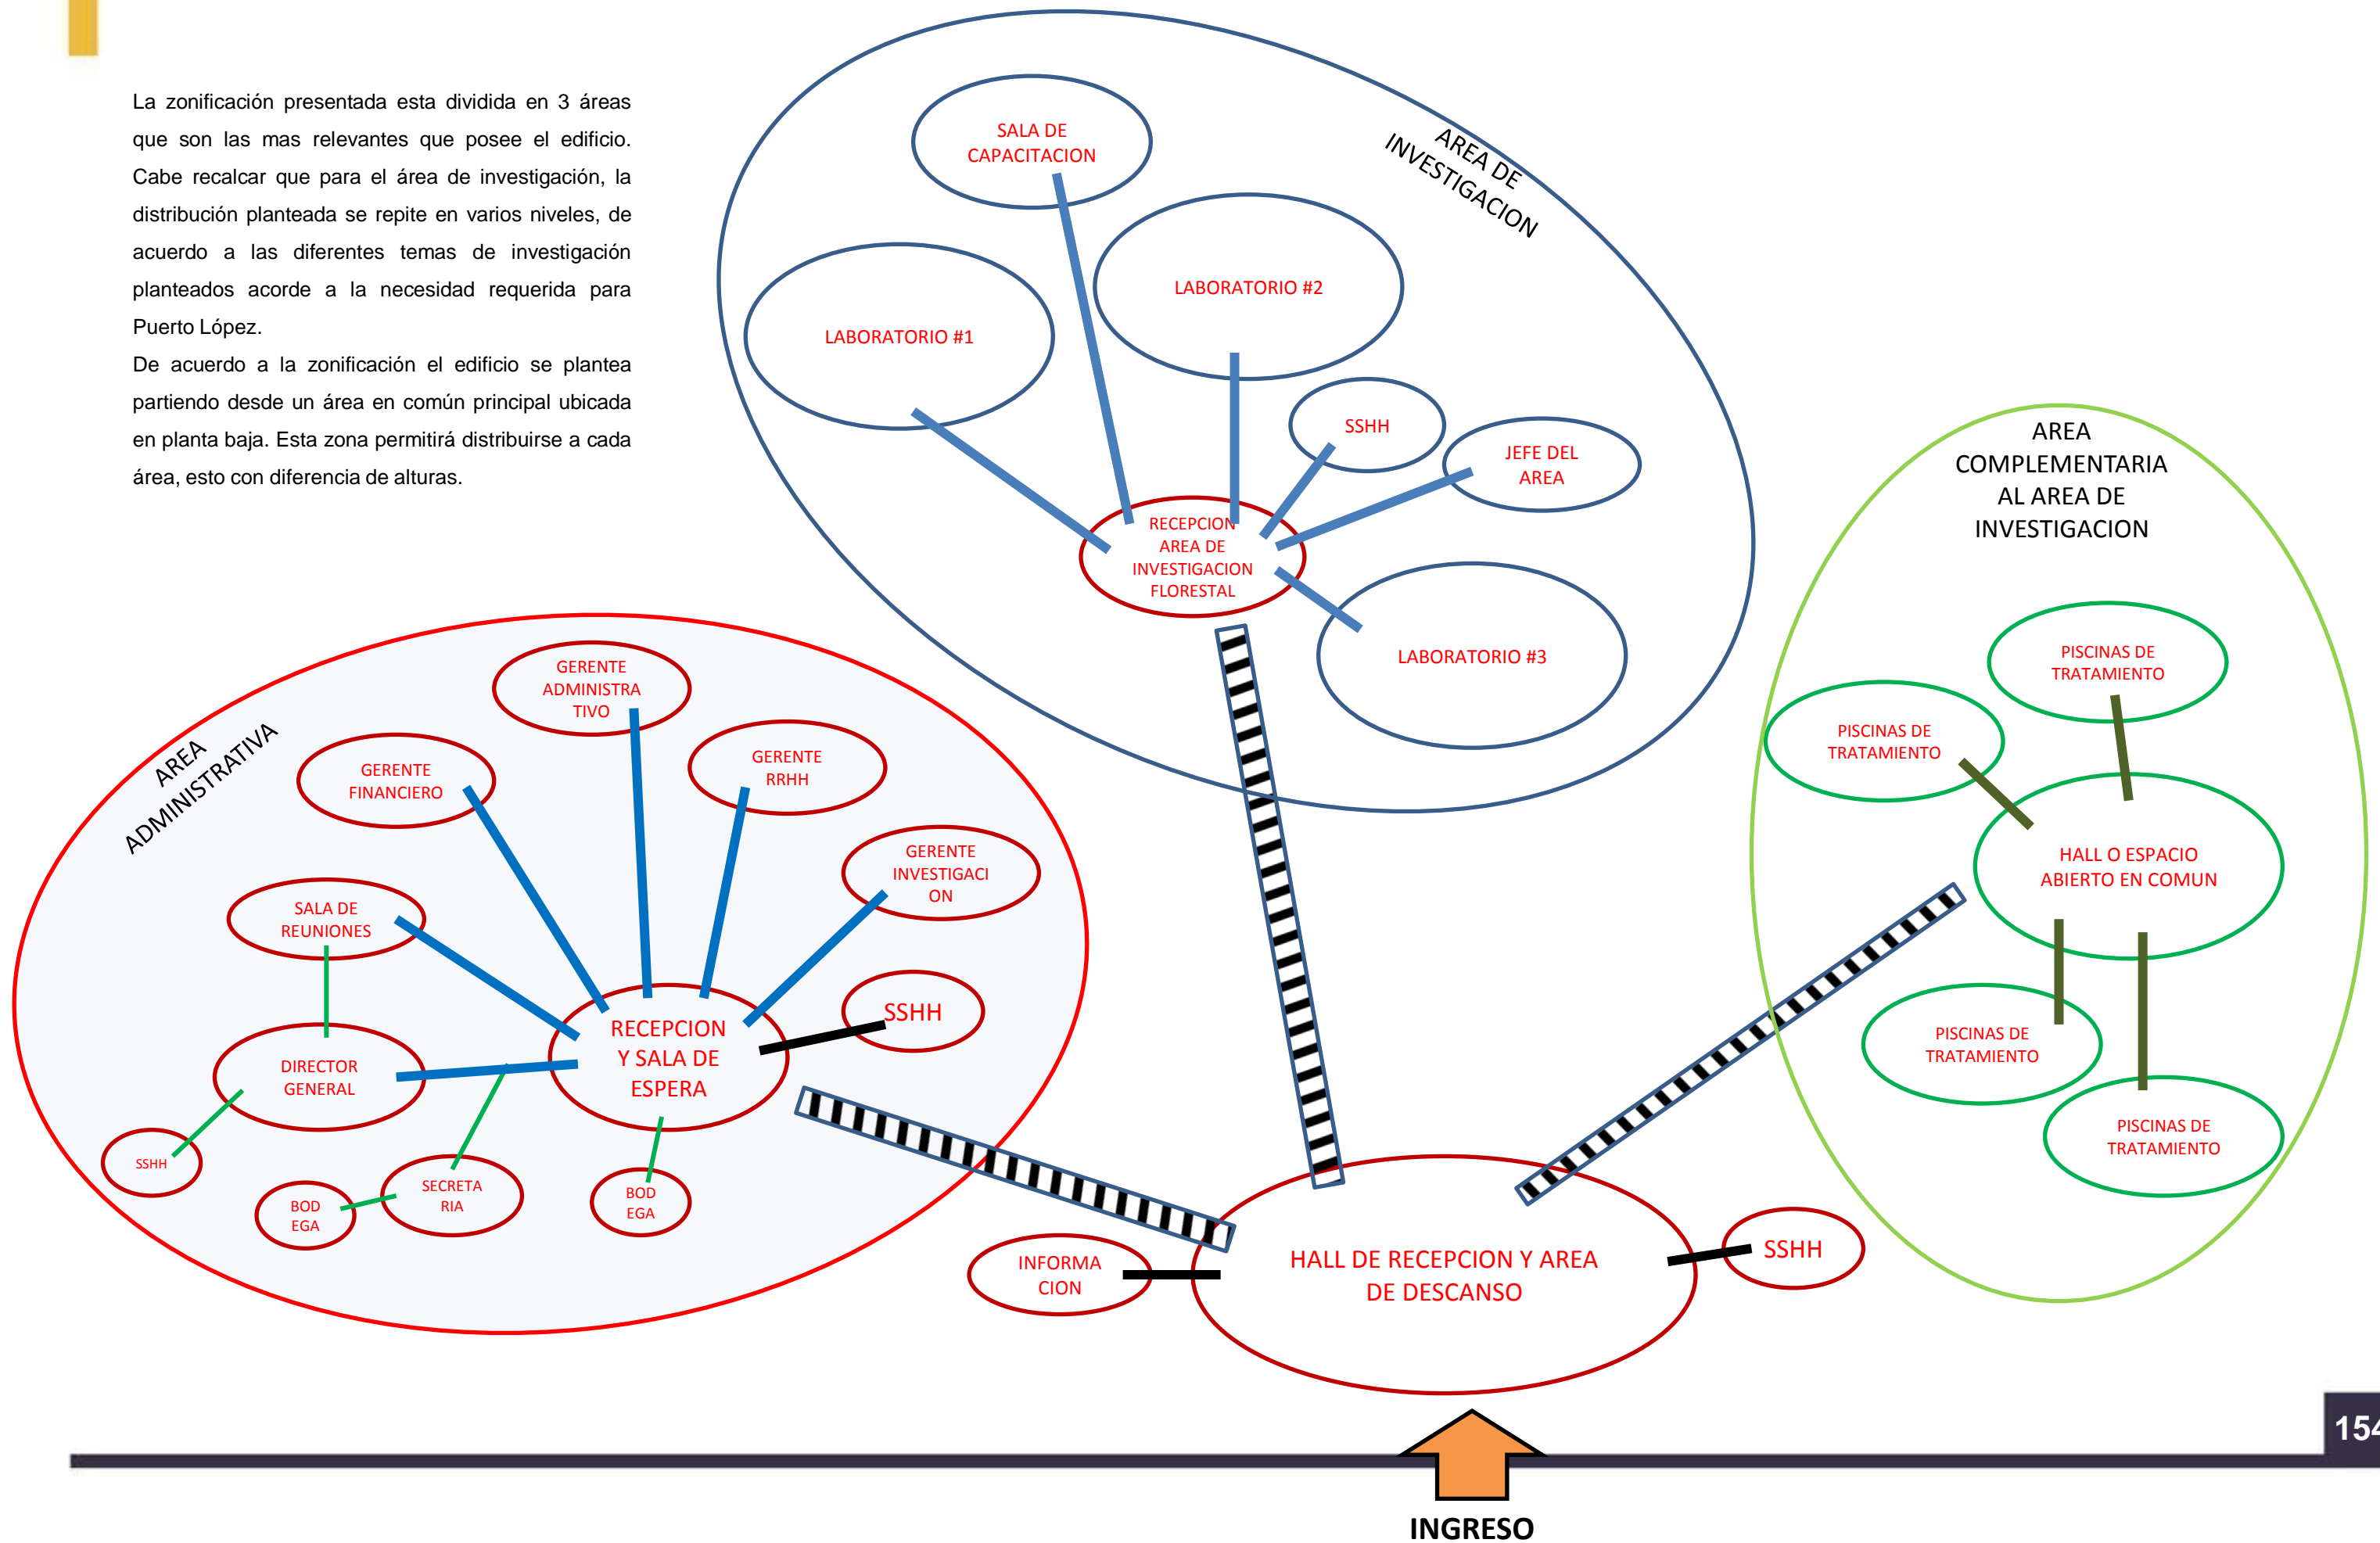 La zonificación presentada esta dividida en 3 áreas
que son las mas relevantes que posee el edificio.
Cabe recalcar que para el área de investigación, la
distribución planteada se repite en varios niveles, de
acuerdo a las diferentes temas de investigación
planteados acorde a la necesidad requerida para
Puerto López.
De acuerdo a la zonificación el edificio se plantea
partiendo desde un área en común principal ubicada
en planta baja. Esta zona permitirá distribuirse a cada
área, esto con diferencia de alturas.
AREA DE
INVESTIGACION
SALA DE
CAPACITACION
LABORATORIO #2
LABORATORIO #1
SSHH
JEFE DEL
AREA
RECEPCION
AREA DE
INVESTIGACION
FLORESTAL
LABORATORIO #3
AREA
COMPLEMENTARIA
AL AREA DE
INVESTIGACION
PISCINAS DE
TRATAMIENTO
PISCINAS DE
TRATAMIENTO
HALL O ESPACIO
ABIERTO EN COMUN
PISCINAS DE
TRATAMIENTO
PISCINAS DE
TRATAMIENTO
AREA
ADMINISTRATIVA
GERENTE
ADMINISTRA
TIVO
GERENTE
FINANCIERO
GERENTE
RRHH
GERENTE
INVESTIGACI
ON
SALA DE
REUNIONES
SSHH
RECEPCION
Y SALA DE
ESPERA
DIRECTOR
GENERAL
SSHH
SECRETA
RIA
BOD
EGA
BOD
EGA
INFORMA
CION
HALL DE RECEPCION Y AREA
DE DESCANSO
SSHH
154
INGRESO